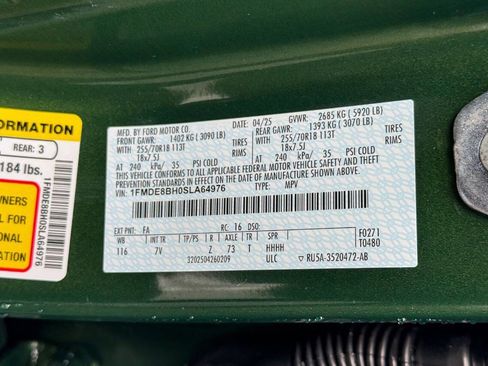 ORMATION
REAR: 3
184 lbs.
WNERS
L FOR
ONAL
ATION
1FMDE8BH0SLA64976
MFD. BY FORD MOTOR CO.
DATE: 04/25 GVWR: 2685 KG (5920 LB)
FRONT GAWR: 1402 KG (3090 LB) REAR GAWR: 1393 KG (3070 LB)
WITH 255/70R18 113T TIRES WITH 255/70R18 113T TIRES
18x7.5J RIMS 18x7.5J RIMS
AT 240 kPa/ 35 PSI COLD AT 240 kPa/ 35 PSI COLD
THIS VEHICLE CONFORMS TO ALL APPLICABLE FEDERAL MOTOR VEHICLE SAFETY AND THEFT PREVENTION STANDARDS IN EFFECT ON THE DATE OF MANUFACTURE SHOWN ABOVE.
VIN: 1FMDE8BH0SLA64976 TYPE: MPV
EXT PNT: FA RC: 16 DSO: F0271
WB INT TR TP/PS R AXLE TR SPR T0480
116 7V Z 73 T HHHH
3202504260209 ULC RU5A-3520472-AB